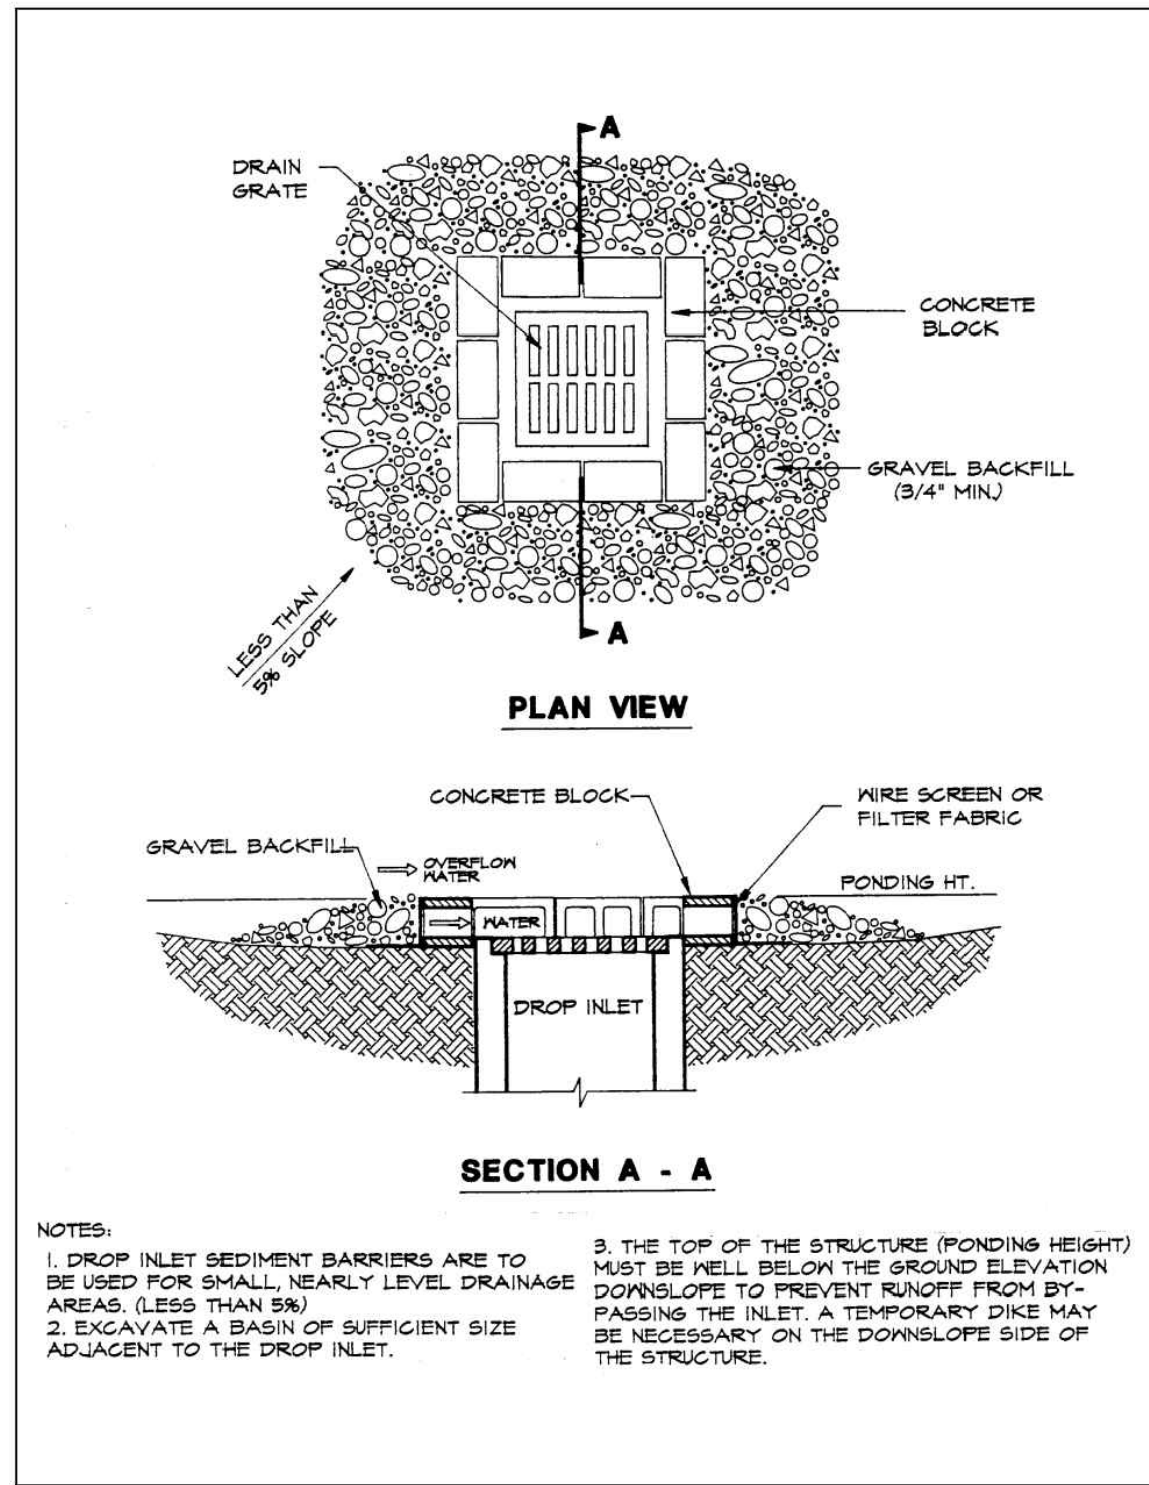 A
DRAIN
GRATE
CONCRETE
BLOCK
GRAVEL BACKFILL
(3/4" MIN.)
LESS THAN
5% SLOPE
A
PLAN VIEW
CONCRETE BLOCK
WIRE SCREEN OR
FILTER FABRIC
GRAVEL BACKFILL
OVERFLOW
WATER
PONDING HT.
WATER
DROP INLET
SECTION A - A
NOTES:
1. DROP INLET SEDIMENT BARRIERS ARE TO
BE USED FOR SMALL, NEARLY LEVEL DRAINAGE
AREAS. (LESS THAN 5%)
2. EXCAVATE A BASIN OF SUFFICIENT SIZE
ADJACENT TO THE DROP INLET.
3. THE TOP OF THE STRUCTURE (PONDING HEIGHT)
MUST BE WELL BELOW THE GROUND ELEVATION
DOWNSLOPE TO PREVENT RUNOFF FROM BY-
PASSING THE INLET. A TEMPORARY DIKE MAY
BE NECESSARY ON THE DOWNSLOPE SIDE OF
THE STRUCTURE.